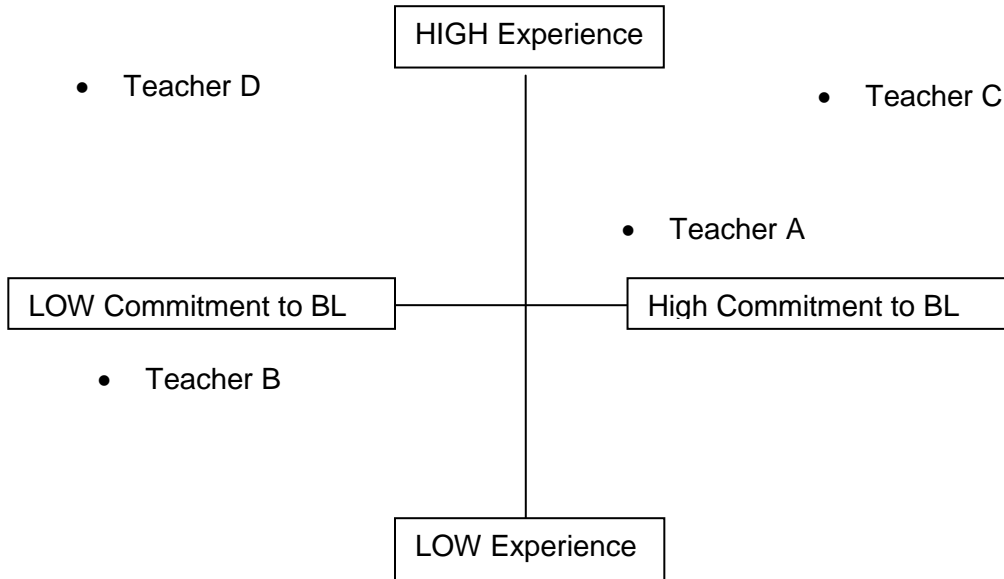 HIGH Experience
• Teacher D
• Teacher C
• Teacher A
LOW Commitment to BL
High Commitment to BL
• Teacher B
LOW Experience